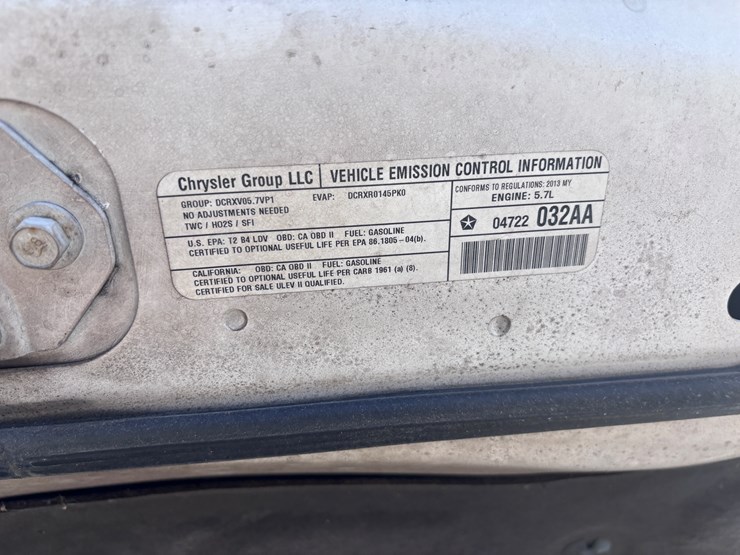 Chrysler Group LLC VEHICLE EMISSION CONTROL INFORMATION
GROUP: DCRXV05.7VP1 EVAP: DCRXR0145PK0
NO ADJUSTMENTS NEEDED
TWC / HO2S / SFI
CONFORMS TO REGULATIONS: 2013 MY
ENGINE: 5.7L
04722 032AA
U.S. EPA: T2 B4 LDV OBD: CA OBD II FUEL: GASOLINE
CERTIFIED TO OPTIONAL USEFUL LIFE PER EPA 86.1805-04(b).
CALIFORNIA: OBD: CA OBD II FUEL: GASOLINE
CERTIFIED TO OPTIONAL USEFUL LIFE PER CARB 1961 (a) (8).
CERTIFIED FOR SALE ULEV II QUALIFIED.